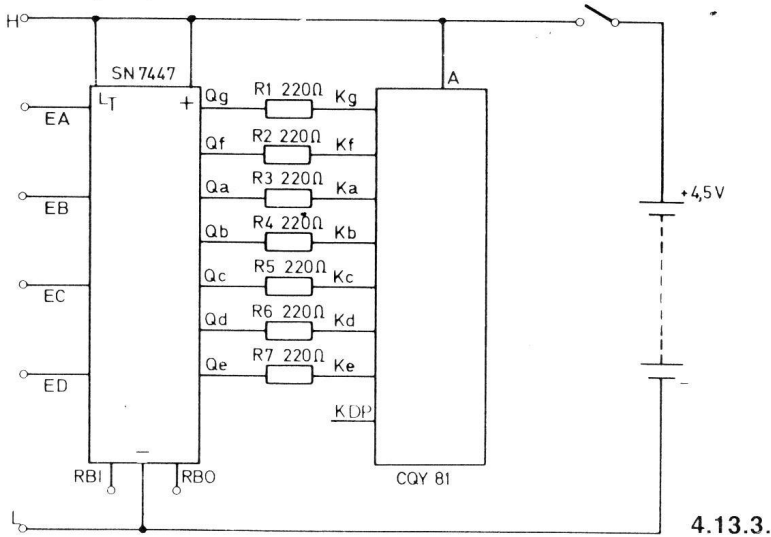 H
SN 7447
LT +
EA
EB
EC
ED
Qg R1 220Ω Kg
Qf R2 220Ω Kf
Qa R3 220Ω Ka
Qb R4 220Ω Kb
Qc R5 220Ω Kc
Qd R6 220Ω Kd
Qe R7 220Ω Ke
KDP
A
CQY 81
+4,5V
−
−
RBI
RBO
L
4.13.3.